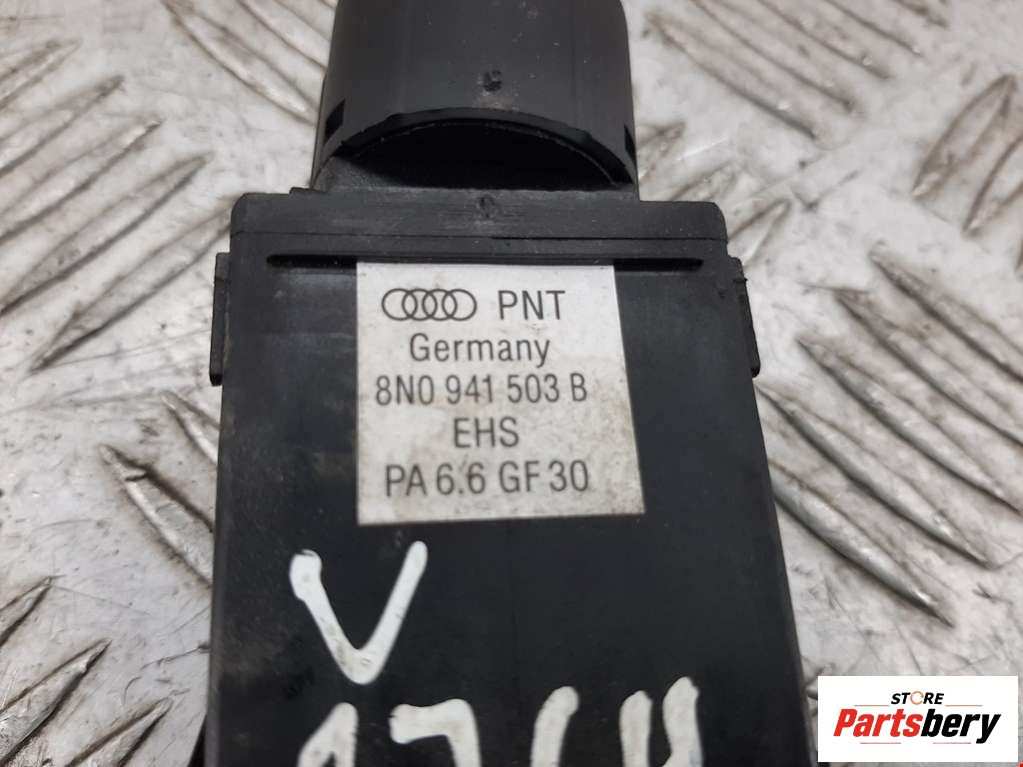 PNT
Germany
8N0 941 503 B
EHS
PA 6.6 GF 30
V
STORE
Partsbery